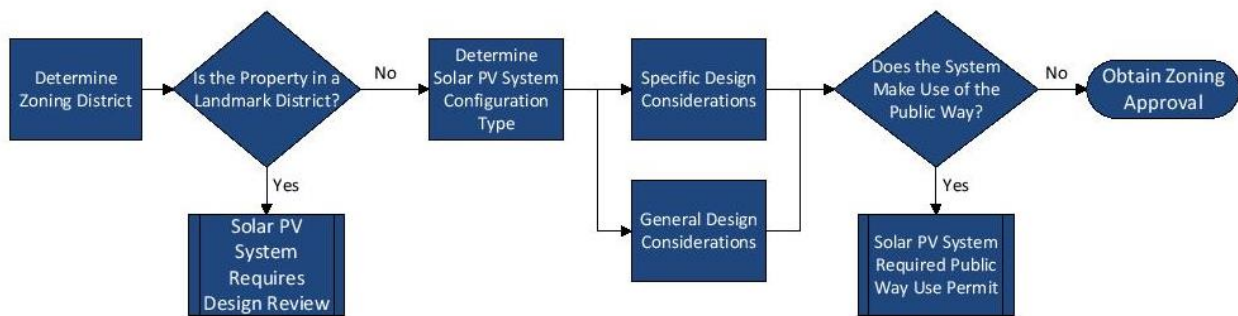 Determine
Zoning District
Is the Property in a
Landmark District?
No
Yes
Solar PV
System
Requires
Design Review
Determine
Solar PV System
Configuration
Type
Specific Design
Considerations
General Design
Considerations
Does the System
Make Use of the
Public Way?
No
Yes
Solar PV System
Required Public
Way Use Permit
Obtain Zoning
Approval